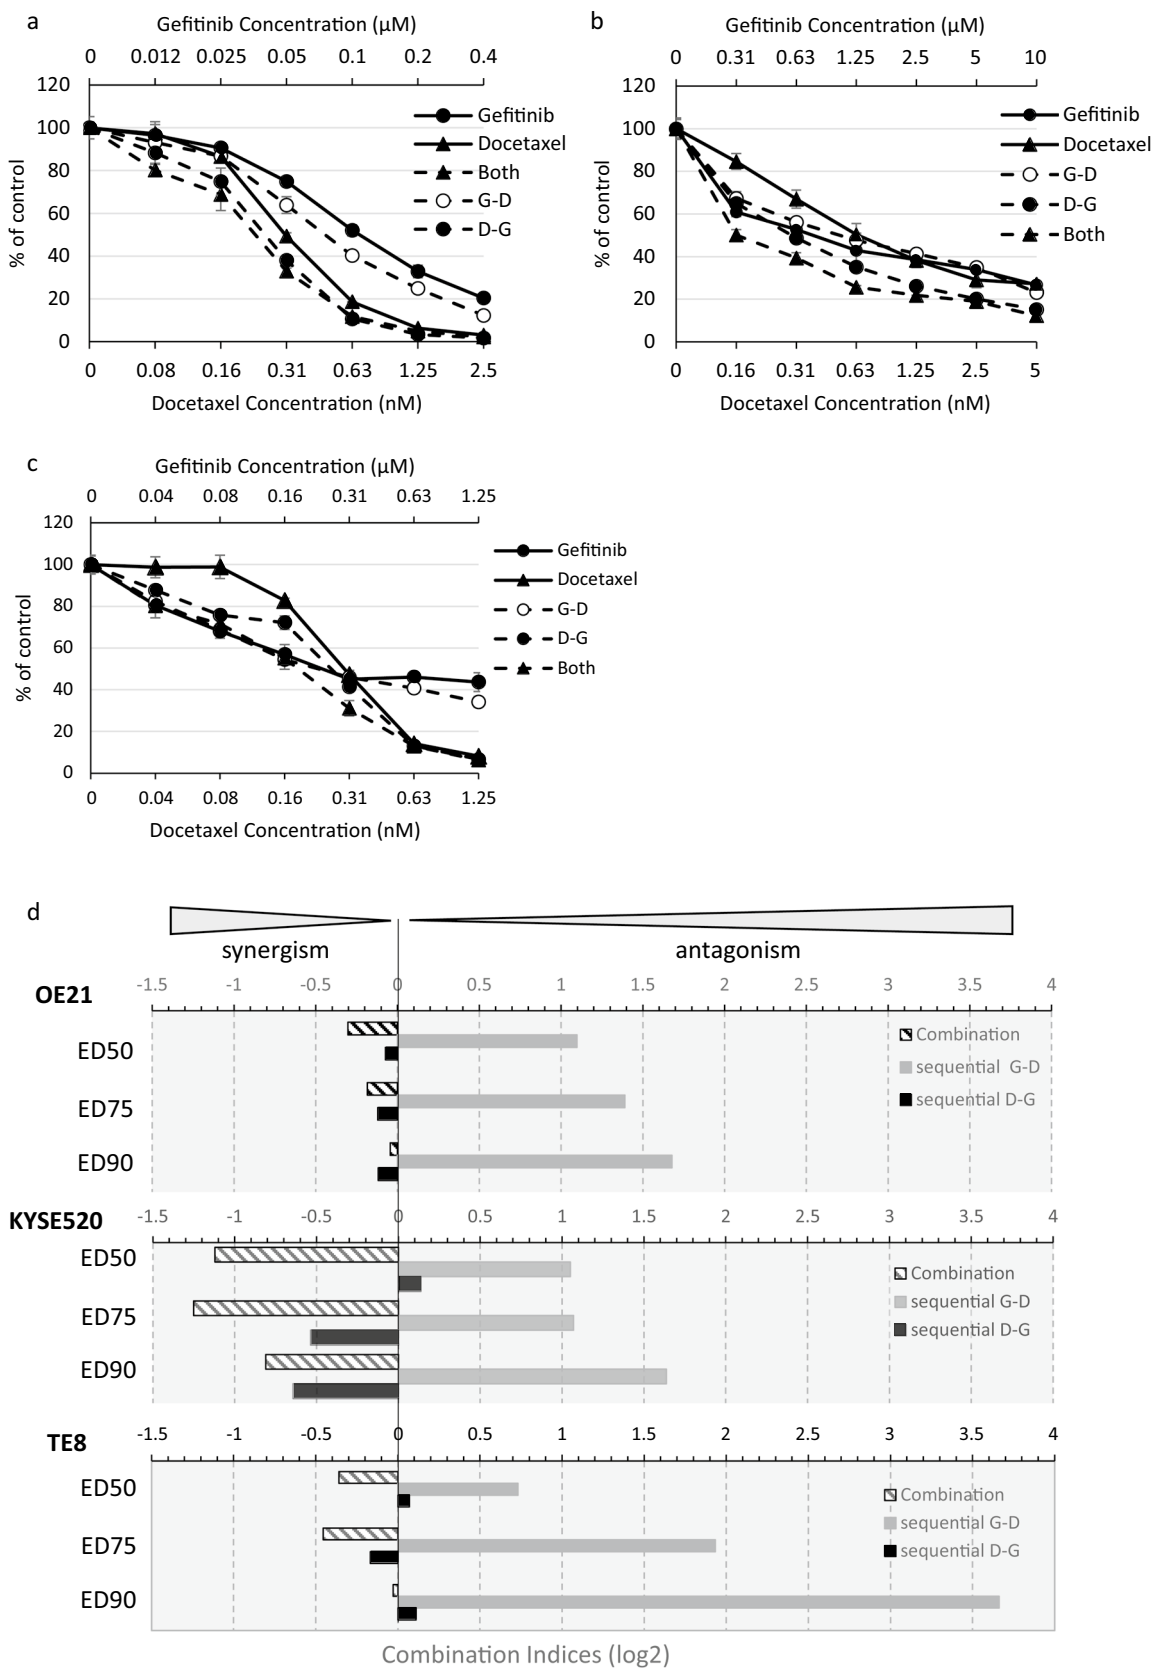 a
Gefitinib Concentration (µM)
0 0.012 0.025 0.05 0.1 0.2 0.4
120
100
80
60
40
20
0
% of control
Gefitinib
Docetaxel
Both
G-D
D-G
0 0.08 0.16 0.31 0.63 1.25 2.5
Docetaxel Concentration (nM)
b
Gefitinib Concentration (µM)
0 0.31 0.63 1.25 2.5 5 10
120
100
80
60
40
20
0
% of control
Gefitinib
Docetaxel
G-D
D-G
Both
0 0.16 0.31 0.63 1.25 2.5 5
Docetaxel Concentration (nM)
c
Gefitinib Concentration (µM)
0 0.04 0.08 0.16 0.31 0.63 1.25
120
100
80
60
40
20
0
% of control
Gefitinib
Docetaxel
G-D
D-G
Both
0 0.04 0.08 0.16 0.31 0.63 1.25
Docetaxel Concentration (nM)
d
synergism antagonism
-1.5 -1 -0.5 0 0.5 1 1.5 2 2.5 3 3.5 4
OE21
ED50
ED75
ED90
Combination
sequential G-D
sequential D-G
-1.5 -1 -0.5 0 0.5 1 1.5 2 2.5 3 3.5 4
KYSE520
ED50
ED75
ED90
Combination
sequential G-D
sequential D-G
-1.5 -1 -0.5 0 0.5 1 1.5 2 2.5 3 3.5 4
TE8
ED50
ED75
ED90
Combination
sequential G-D
sequential D-G
Combination Indices (log2)